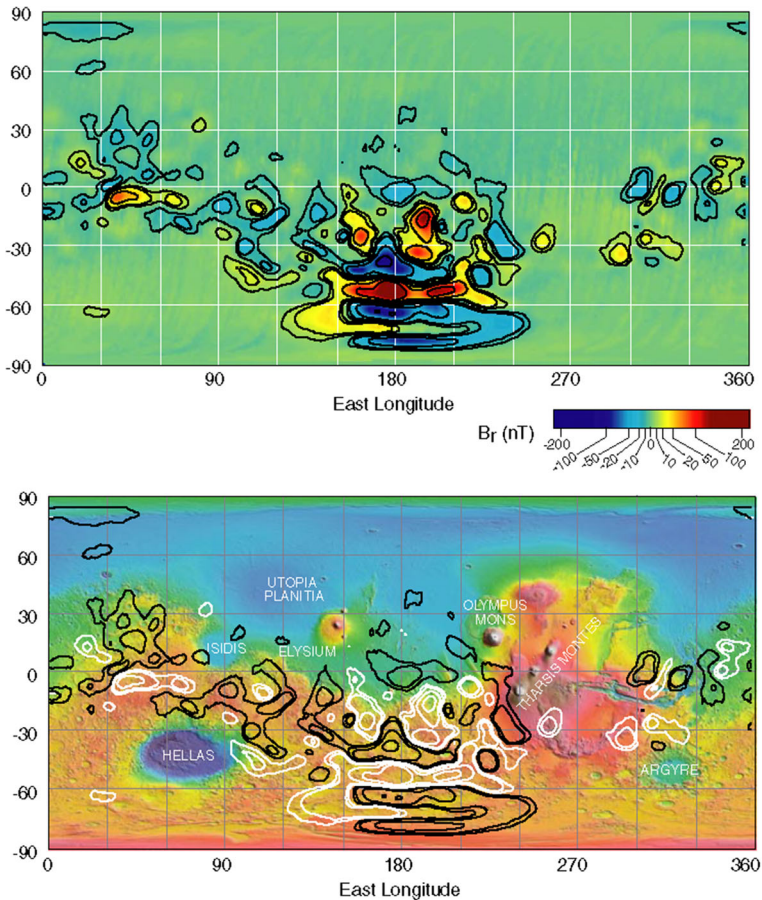 90
60
30
0
-30
-60
-90
0 90 180 270 360
East Longitude
Br (nT)
-200 0 200
-100 -50 -20 -10 10 20 50 100
90
60
30
0
-30
-60
-90
UTOPIA
PLANITIA
OLYMPUS
MONS
ISIDIS
ELYSIUM
THARSIS MONTES
HELLAS
ARGYRE
0 90 180 270 360
East Longitude